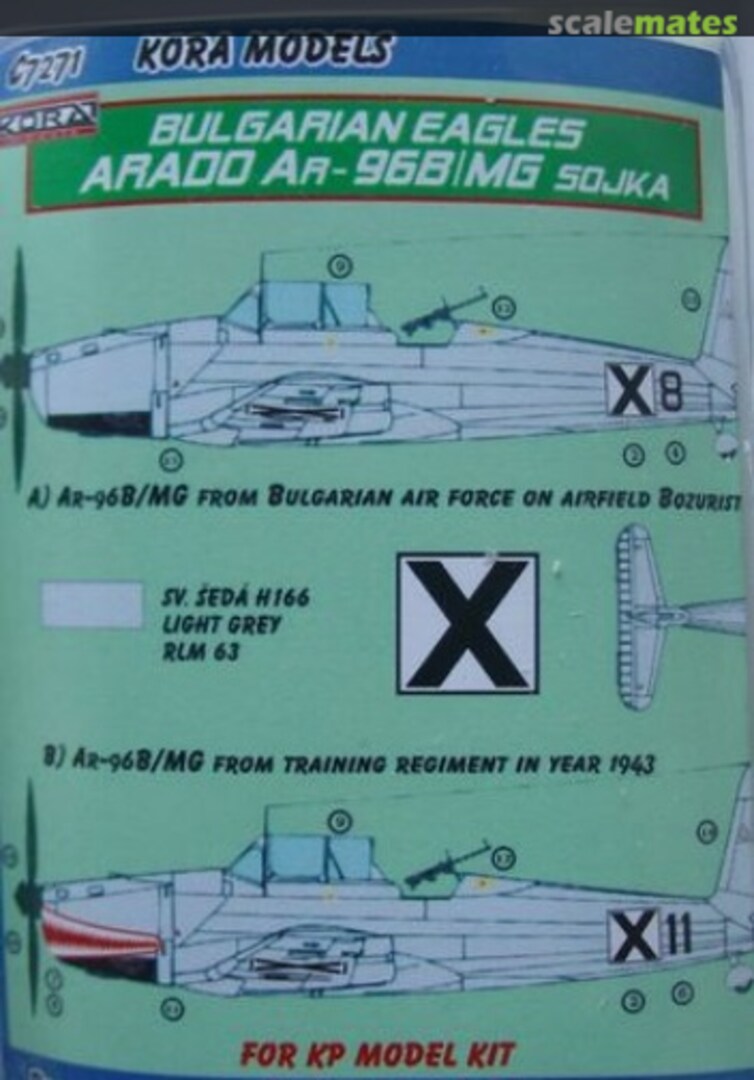 scalemates
C7271
KORA MODELS
KORA
BULGARIAN EAGLES
ARADO AR-96B/MG SOJKA
9
X8
A) AR-96B/MG FROM BULGARIAN AIR FORCE ON AIRFIELD BOZURIST
SV. ŠEDÁ H166
LIGHT GREY
RLM 63
X
B) AR-96B/MG FROM TRAINING REGIMENT IN YEAR 1943
9
X11
FOR KP MODEL KIT